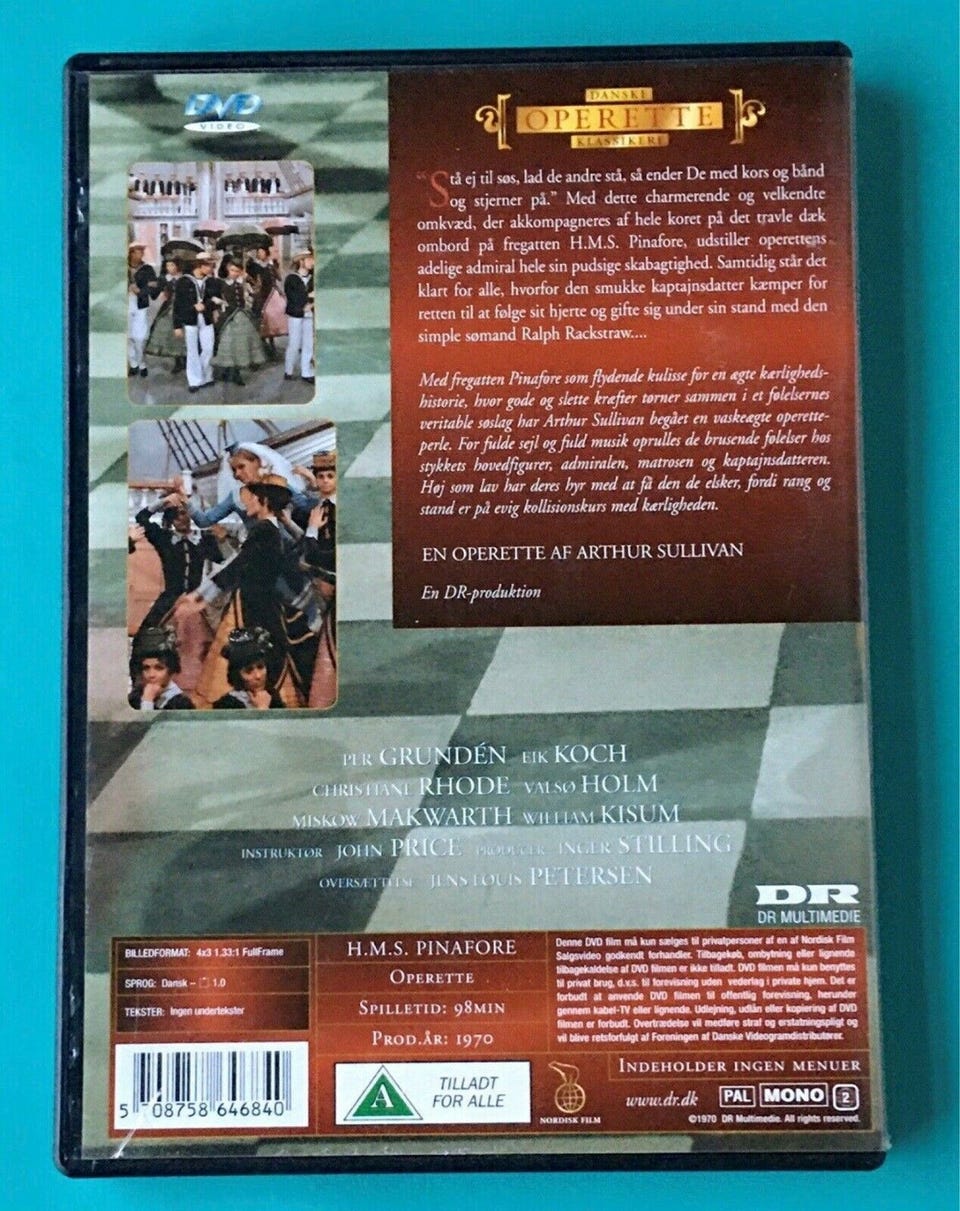 DVD
VIDEO
DANSKE
OPERETTE
KLASSIKERE
"Stå ej til søs, lad de andre stå, så ender De med kors og bånd
og stjerner på." Med dette charmerende og velkendte
omkvæd, der akkompagneres af hele koret på det travle dæk
ombord på fregatten H.M.S. Pinafore, udstiller operettens
adelige admiral hele sin pudsige skabagtighed. Samtidig står det
klart for alle, hvorfor den smukke kaptajnsdatter kæmper for
retten til at følge sit hjerte og gifte sig under sin stand med den
simple sømand Ralph Rackstraw....
Med fregatten Pinafore som flydende kulisse for en ægte kærligheds-
historie, hvor gode og slette kræfter tørner sammen i et følelsernes
veritable søslag har Arthur Sullivan begået en vaskeægte operette-
perle. For fulde sejl og fuld musik oprulles de brusende følelser hos
stykkets hovedfigurer, admiralen, matrosen og kaptajnsdatteren.
Høj som lav har deres hyr med at få den de elsker, fordi rang og
stand er på evig kollisionskurs med kærligheden.
EN OPERETTE AF ARTHUR SULLIVAN
En DR-produktion
PER GRUNDÉN EIK KOCH
CHRISTIANE RHODE VALSØ HOLM
MISKOW MAKWARTH WILLIAM KISUM
INSTRUKTØR JOHN PRICE PRODUCER INGER STILLING
OVERSÆTTELSE JENS LOUIS PETERSEN
DR
DR MULTIMEDIE
BILLEDFORMAT: 4x3 1.33:1 FullFrame
SPROG: Dansk – 1.0
TEKSTER: Ingen undertekster
H.M.S. PINAFORE
OPERETTE
SPILLETID: 98MIN
PROD.ÅR: 1970
Denne DVD film må kun sælges til privatpersoner af en af Nordisk Film
Salgsvideo godkendt forhandler. Tilbagekøb, ombytning eller lignende
tilbagekaldelse af DVD filmen er ikke tilladt. DVD filmen må kun benyttes
til privat brug, d.v.s. til forevisning uden vederlag i private hjem. Det er
forbudt at anvende DVD filmen til offentlig forevisning, herunder
gennem kabel-TV eller lignende. Udlejning, udlån eller kopiering af DVD
filmen er forbudt. Overtrædelse vil medføre straf og erstatningspligt og
vil blive retsforfulgt af Foreningen af Danske Videogramdistributører.
INDEHOLDER INGEN MENUER
5 708758 646840
A
TILLADT
FOR ALLE
NORDISK FILM
www.dr.dk
PAL MONO 2
©1970 DR Multimedie. All rights reserved.